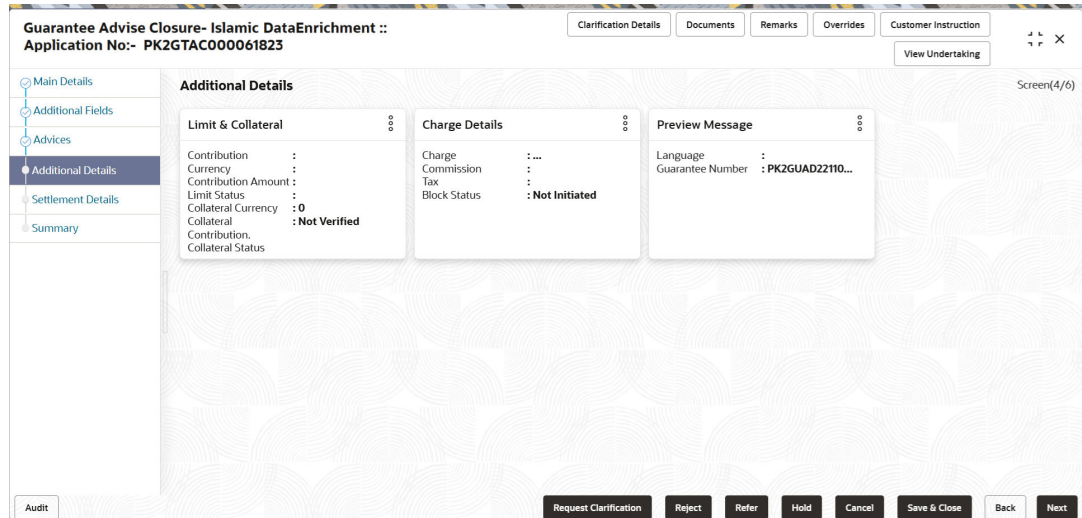 Guarantee Advise Closure- Islamic DataEnrichment ::
Application No:- PK2GTAC000061823
Clarification Details
Documents
Remarks
Overrides
Customer Instruction
View Undertaking
Main Details
Additional Fields
Advices
Additional Details
Settlement Details
Summary
Additional Details
Screen(4/6)
Limit & Collateral
Contribution :
Currency :
Contribution Amount :
Limit Status :
Collateral Currency : 0
Collateral : Not Verified
Contribution.
Collateral Status
Charge Details
Charge : ...
Commission :
Tax :
Block Status : Not Initiated
Preview Message
Language :
Guarantee Number : PK2GUAD22110...
Audit
Request Clarification
Reject
Refer
Hold
Cancel
Save & Close
Back
Next